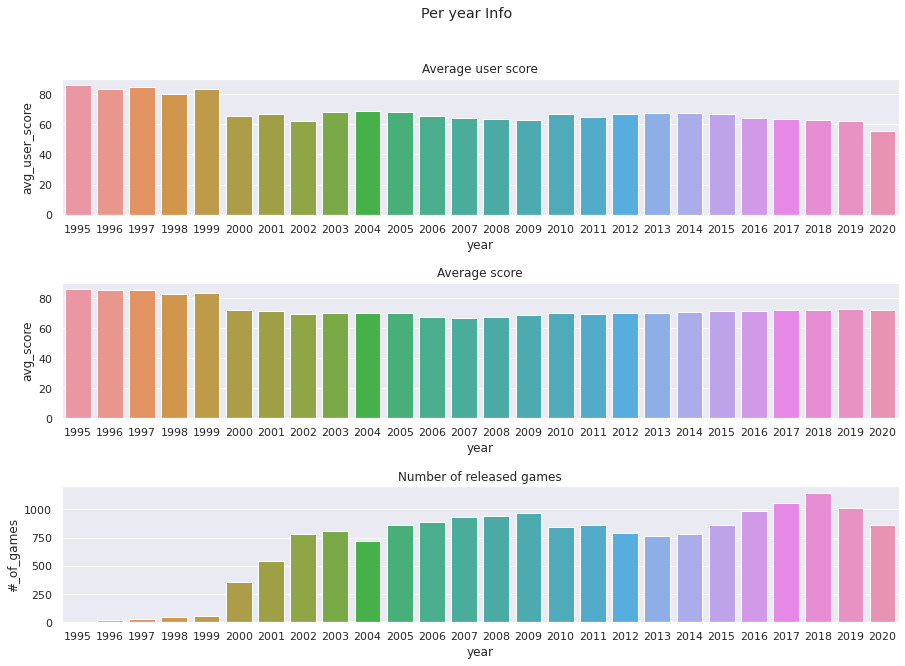 Per year Info
Average user score
avg_user_score
80
60
40
20
0
1995 1996 1997 1998 1999 2000 2001 2002 2003 2004 2005 2006 2007 2008 2009 2010 2011 2012 2013 2014 2015 2016 2017 2018 2019 2020
year
Average score
avg_score
80
60
40
20
0
1995 1996 1997 1998 1999 2000 2001 2002 2003 2004 2005 2006 2007 2008 2009 2010 2011 2012 2013 2014 2015 2016 2017 2018 2019 2020
year
Number of released games
#_of_games
1000
750
500
250
0
1995 1996 1997 1998 1999 2000 2001 2002 2003 2004 2005 2006 2007 2008 2009 2010 2011 2012 2013 2014 2015 2016 2017 2018 2019 2020
year